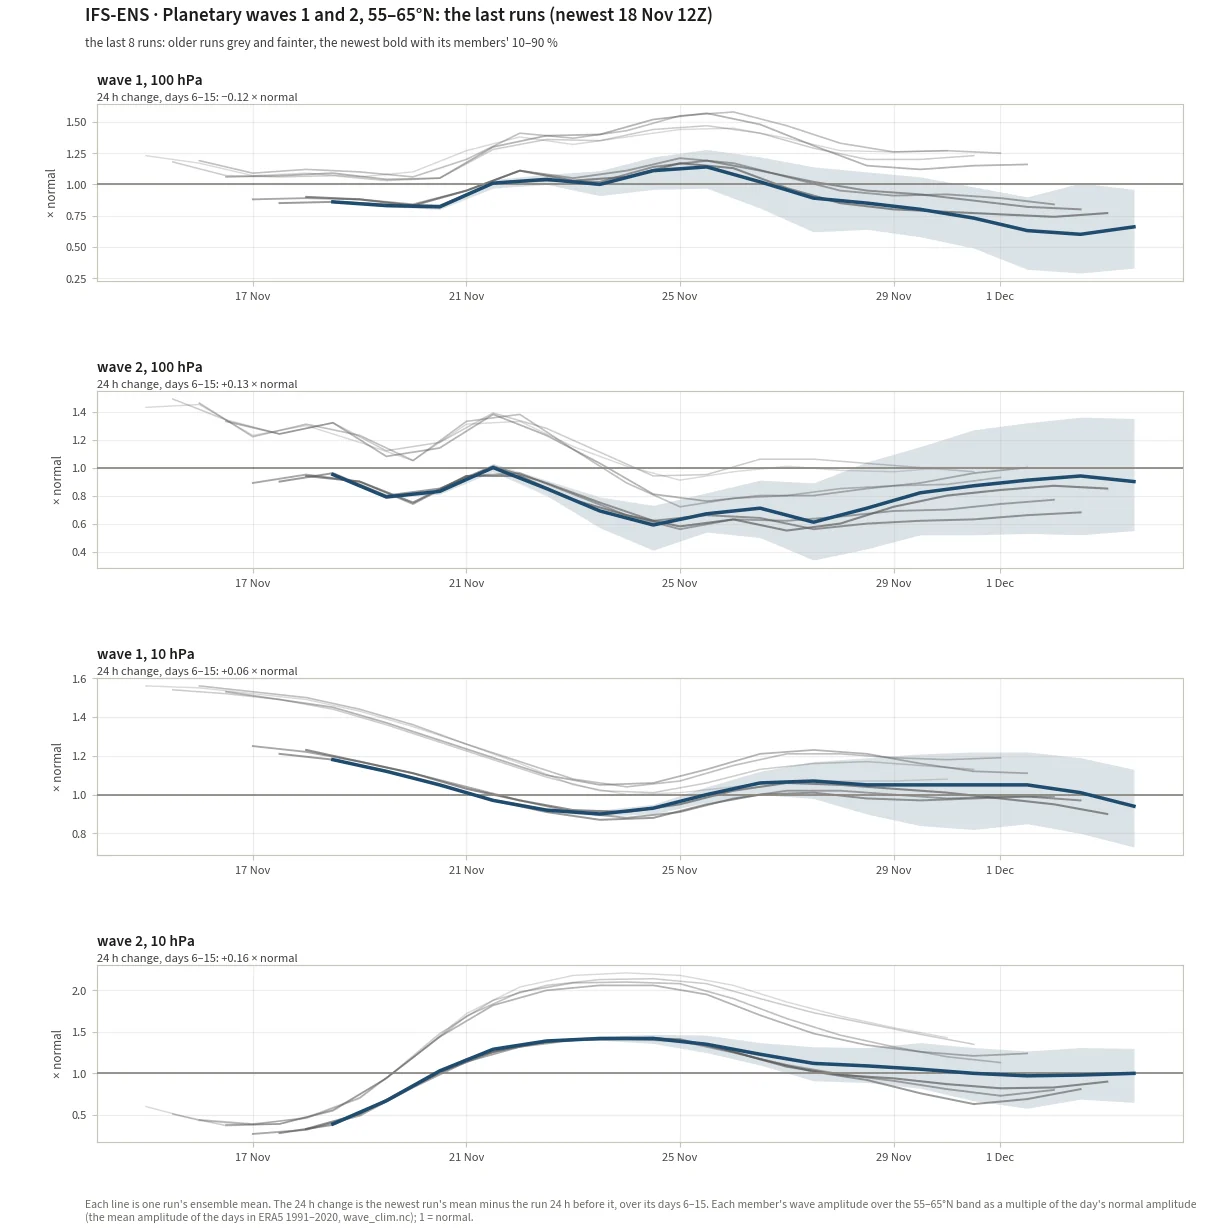 IFS-ENS · Planetary waves 1 and 2, 55–65°N: the last runs (newest 18 Nov 12Z)
the last 8 runs: older runs grey and fainter, the newest bold with its members' 10–90 %
wave 1, 100 hPa
24 h change, days 6–15: −0.12 × normal
1.50
1.25
1.00
0.75
0.50
0.25
× normal
17 Nov
21 Nov
25 Nov
29 Nov
1 Dec
wave 2, 100 hPa
24 h change, days 6–15: +0.13 × normal
1.4
1.2
1.0
0.8
0.6
0.4
× normal
17 Nov
21 Nov
25 Nov
29 Nov
1 Dec
wave 1, 10 hPa
24 h change, days 6–15: +0.06 × normal
1.6
1.4
1.2
1.0
0.8
× normal
17 Nov
21 Nov
25 Nov
29 Nov
1 Dec
wave 2, 10 hPa
24 h change, days 6–15: +0.16 × normal
2.0
1.5
1.0
0.5
× normal
17 Nov
21 Nov
25 Nov
29 Nov
1 Dec
Each line is one run's ensemble mean. The 24 h change is the newest run's mean minus the run 24 h before it, over its days 6–15. Each member's wave amplitude over the 55–65°N band as a multiple of the day's normal amplitude
(the mean amplitude of the days in ERA5 1991–2020, wave_clim.nc); 1 = normal.